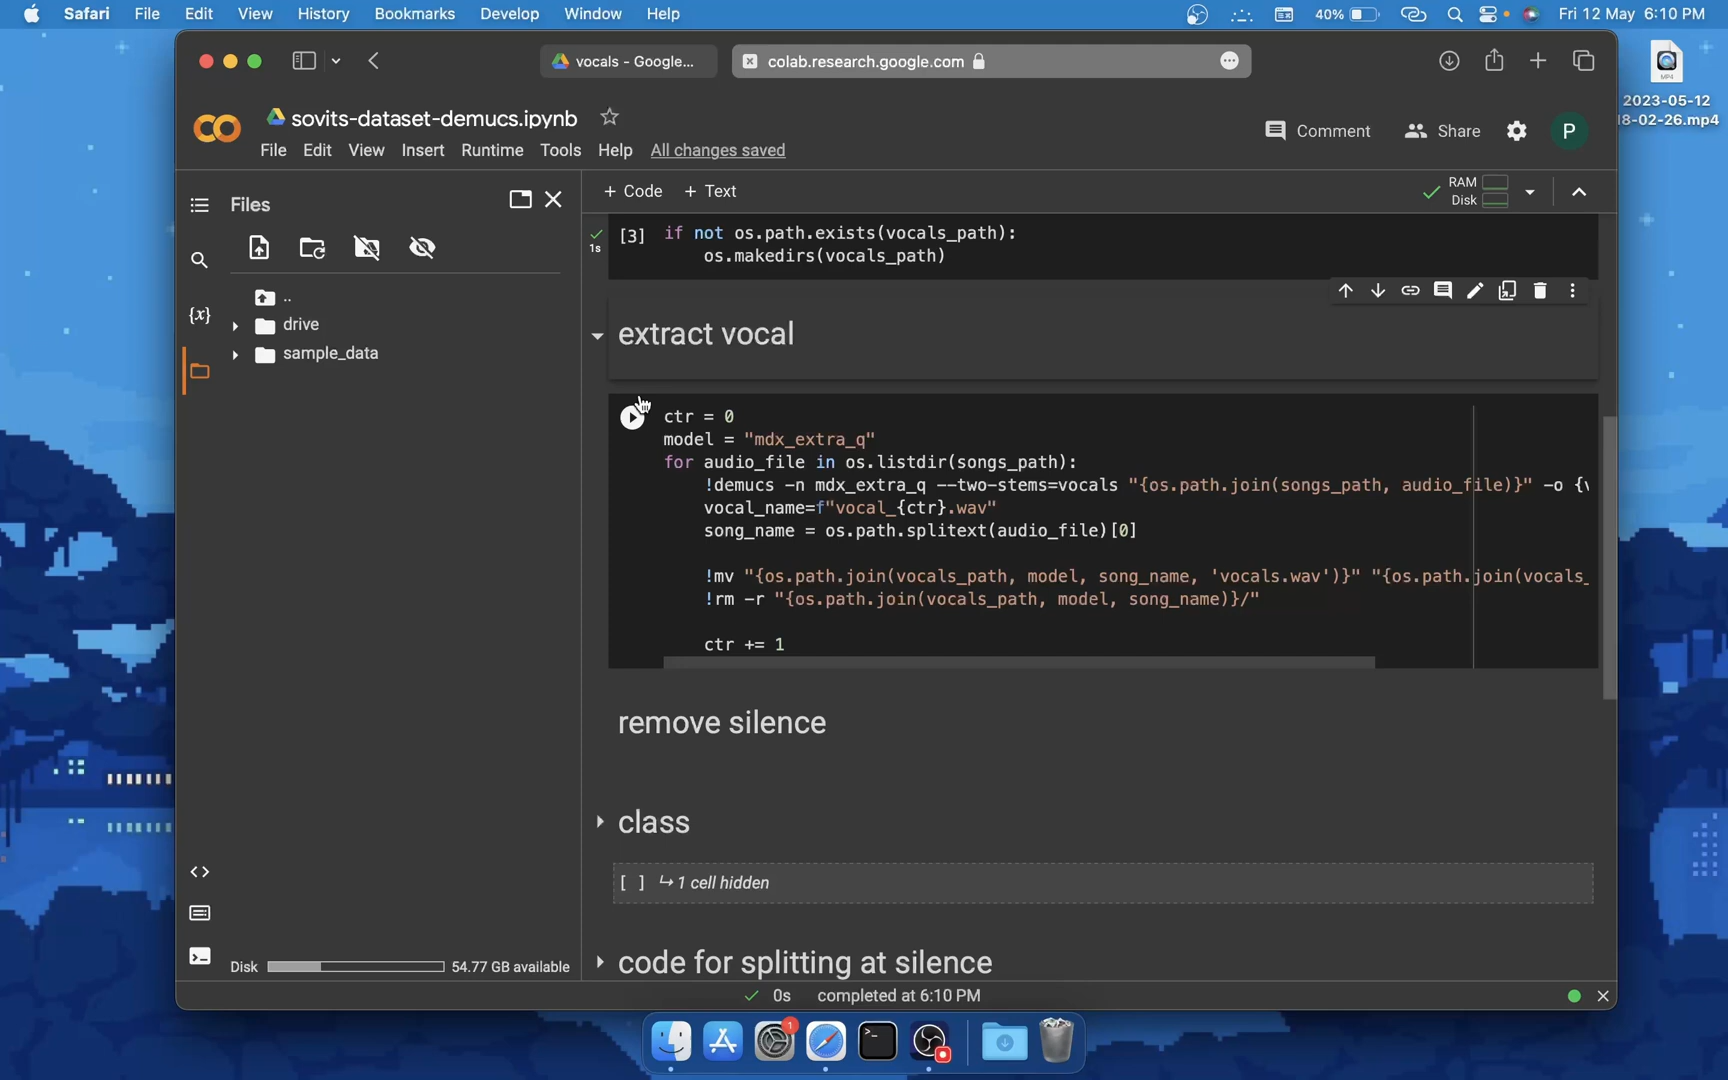 Safari File Edit View History Bookmarks Develop Window Help 40% Fri 12 May 6:10 PM
MP4
2023-05-12
18-02-26.mp4
vocals - Google... colab.research.google.com
sovits-dataset-demucs.ipynb
File Edit View Insert Runtime Tools Help All changes saved
Comment Share P
Files
+ Code + Text
RAM
Disk
..
drive
sample_data
{x}
1s
[3] if not os.path.exists(vocals_path):
os.makedirs(vocals_path)
extract vocal
ctr = 0
model = "mdx_extra_q"
for audio_file in os.listdir(songs_path):
!demucs -n mdx_extra_q --two-stems=vocals "{os.path.join(songs_path, audio_file)}" -o {v
vocal_name=f"vocal_{ctr}.wav"
song_name = os.path.splitext(audio_file)[0]
!mv "{os.path.join(vocals_path, model, song_name, 'vocals.wav')}" "{os.path.join(vocals_
!rm -r "{os.path.join(vocals_path, model, song_name)}/"
ctr += 1
remove silence
class
[ ] ↳ 1 cell hidden
code for splitting at silence
Disk 54.77 GB available
0s completed at 6:10 PM
1